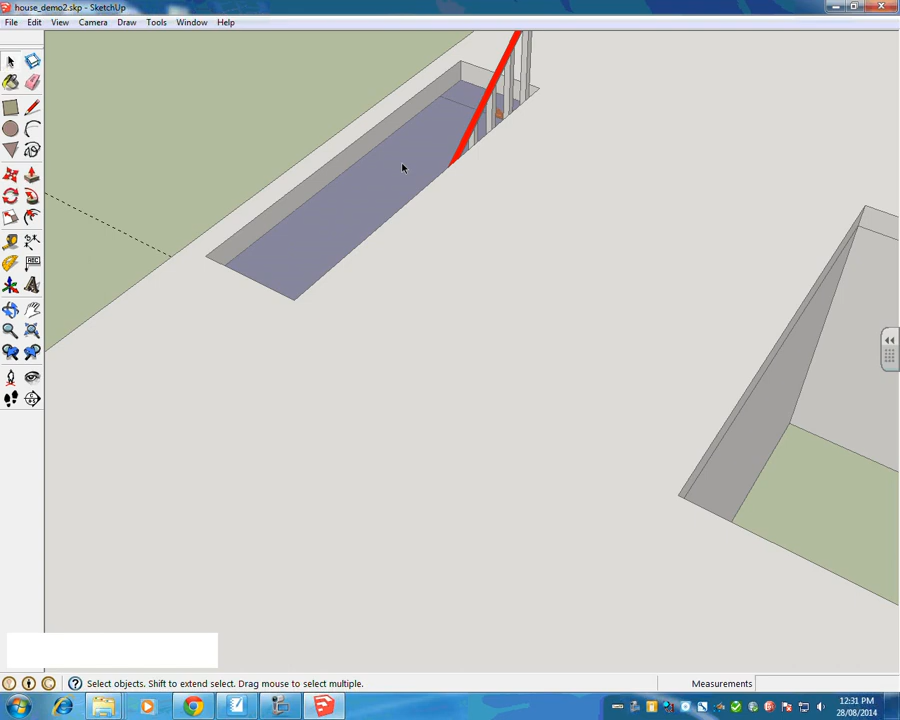 house_demo2.skp - SketchUp
File Edit View Camera Draw Tools Window Help
Select objects. Shift to extend select. Drag mouse to select multiple.
Measurements
12:31 PM
28/08/2014